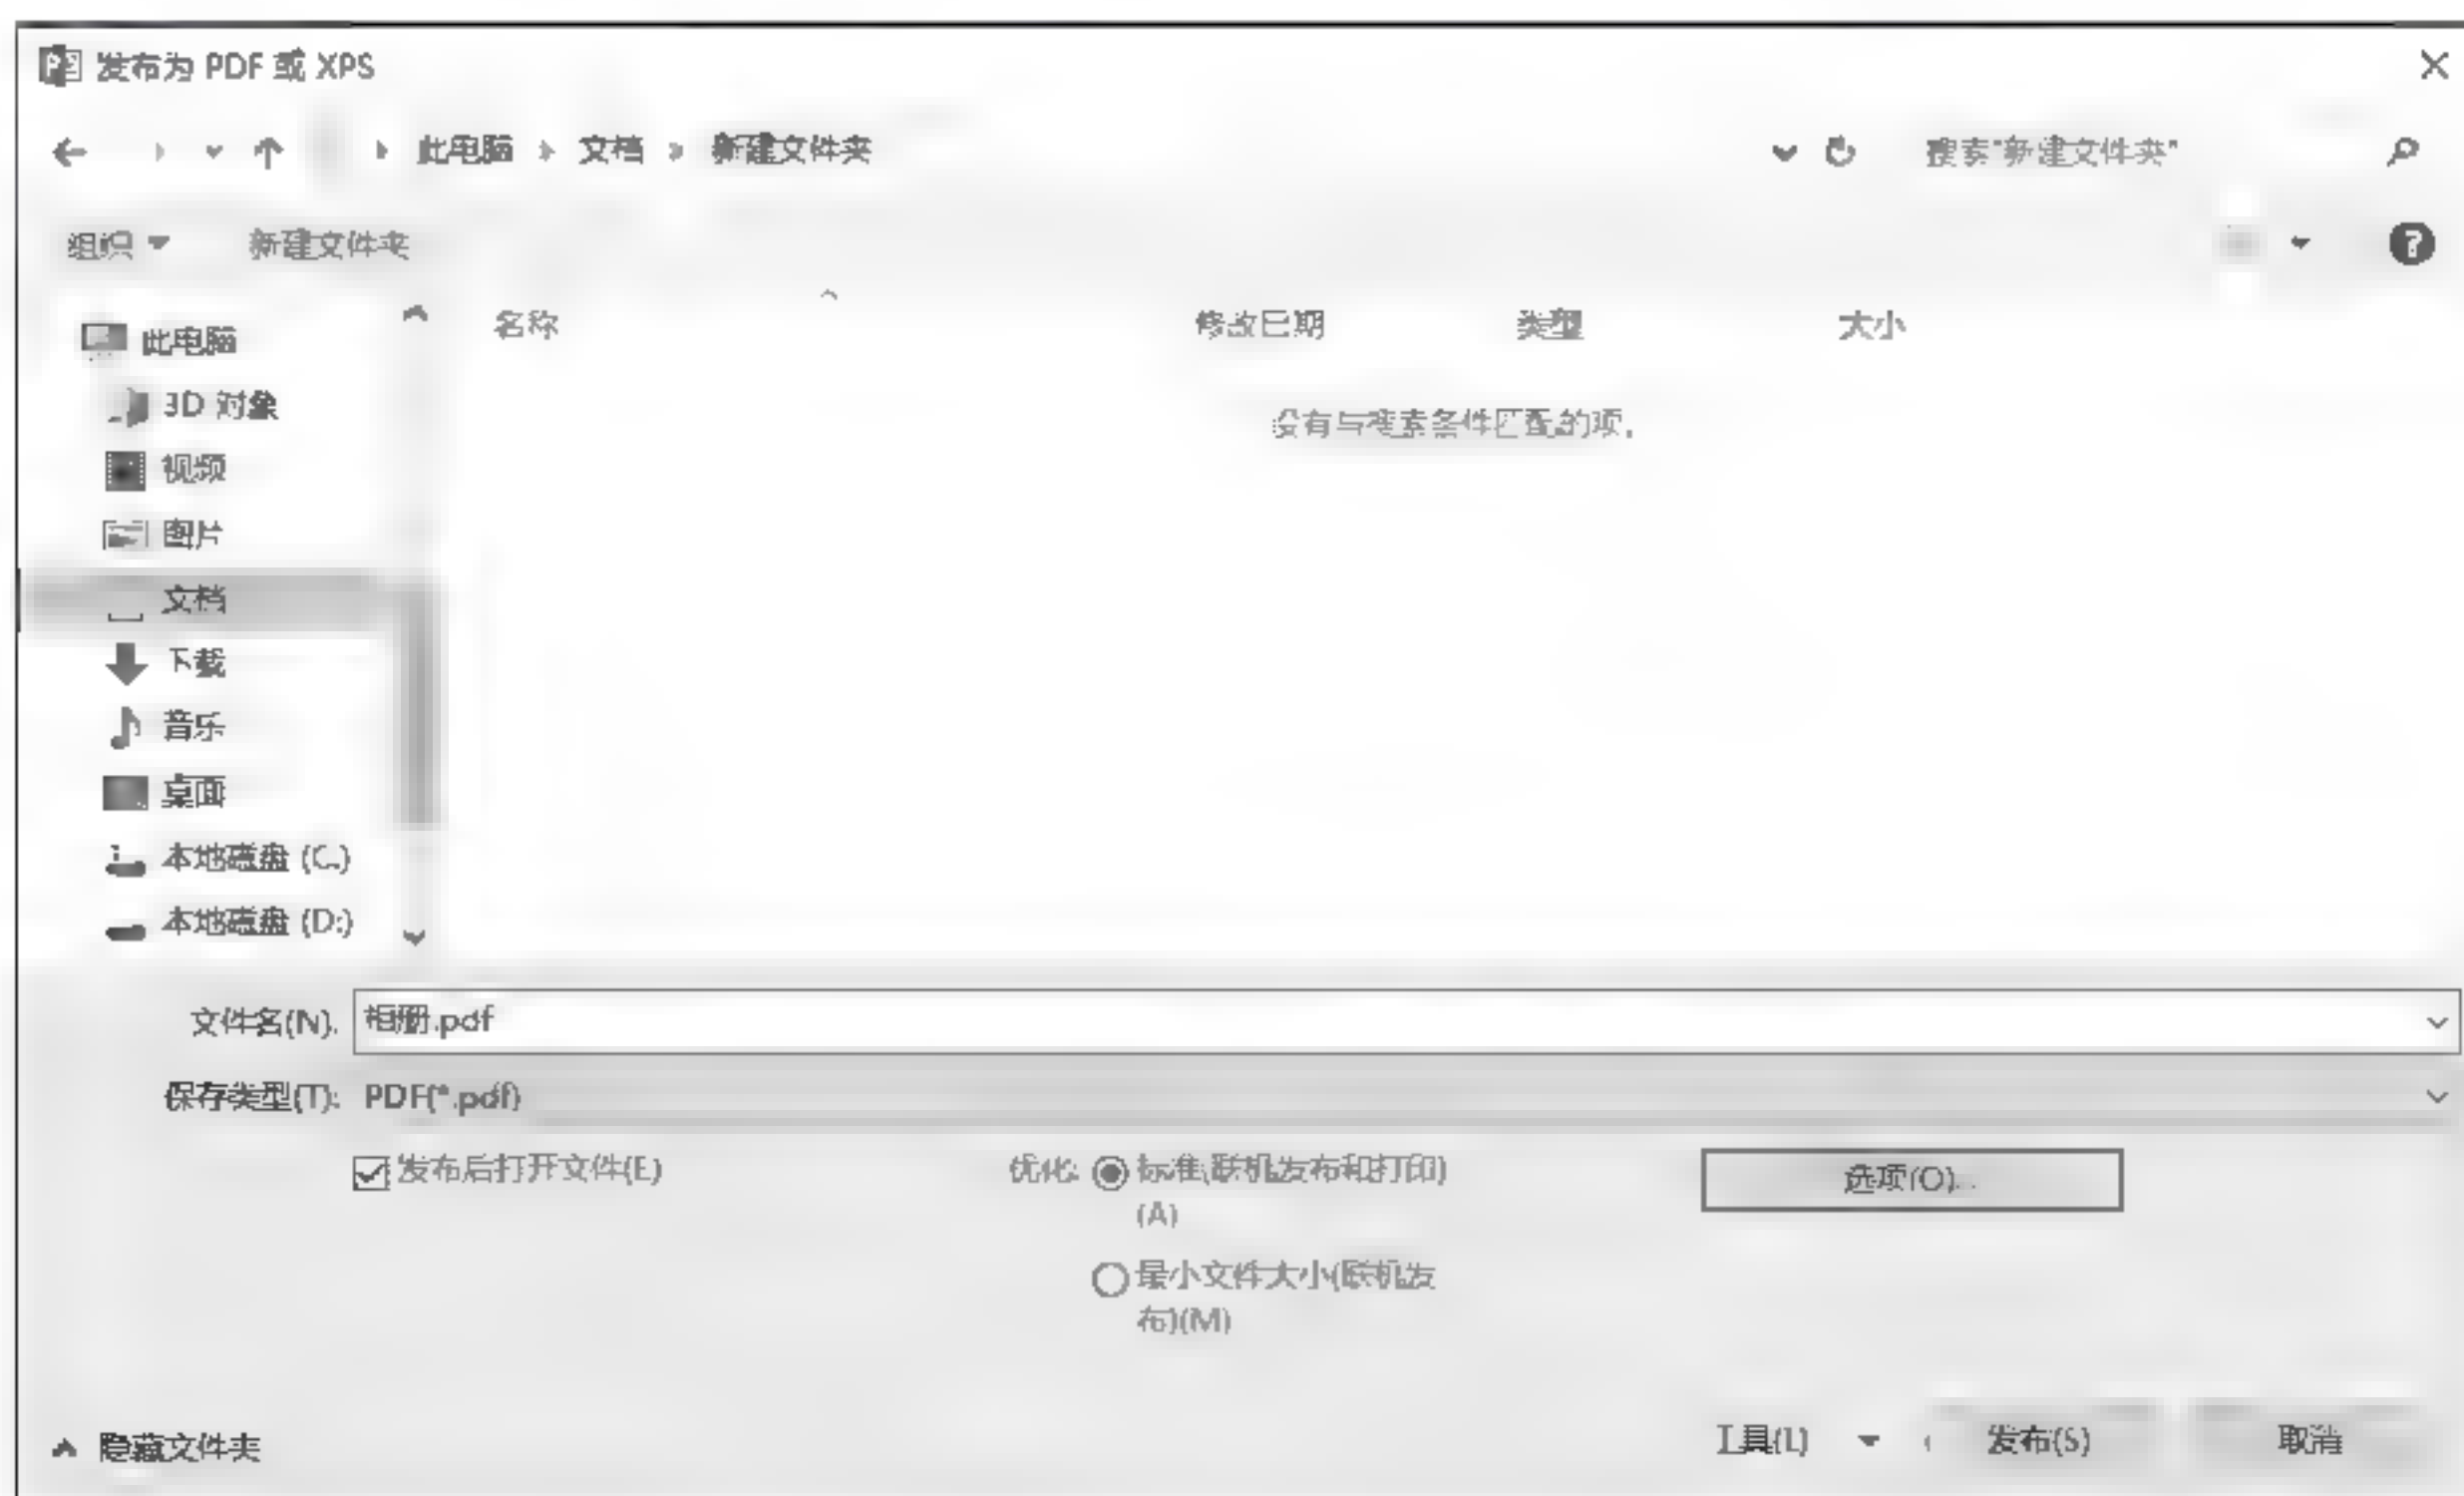 发布为 PDF 或 XPS
此电脑 文档 新建文件夹 搜索"新建文件夹"
组织 新建文件夹
名称 修改日期 类型 大小
没有与搜索条件匹配的项。
此电脑
3D 对象
视频
图片
文档
下载
音乐
桌面
本地磁盘 (C:)
本地磁盘 (D:)
文件名(N): 相册.pdf
保存类型(T): PDF(*.pdf)
发布后打开文件(E)
优化: 标准(联机发布和打印)
(A)
最小文件大小(联机发
布)(M)
选项(O)...
隐藏文件夹 工具(L) 发布(S) 取消